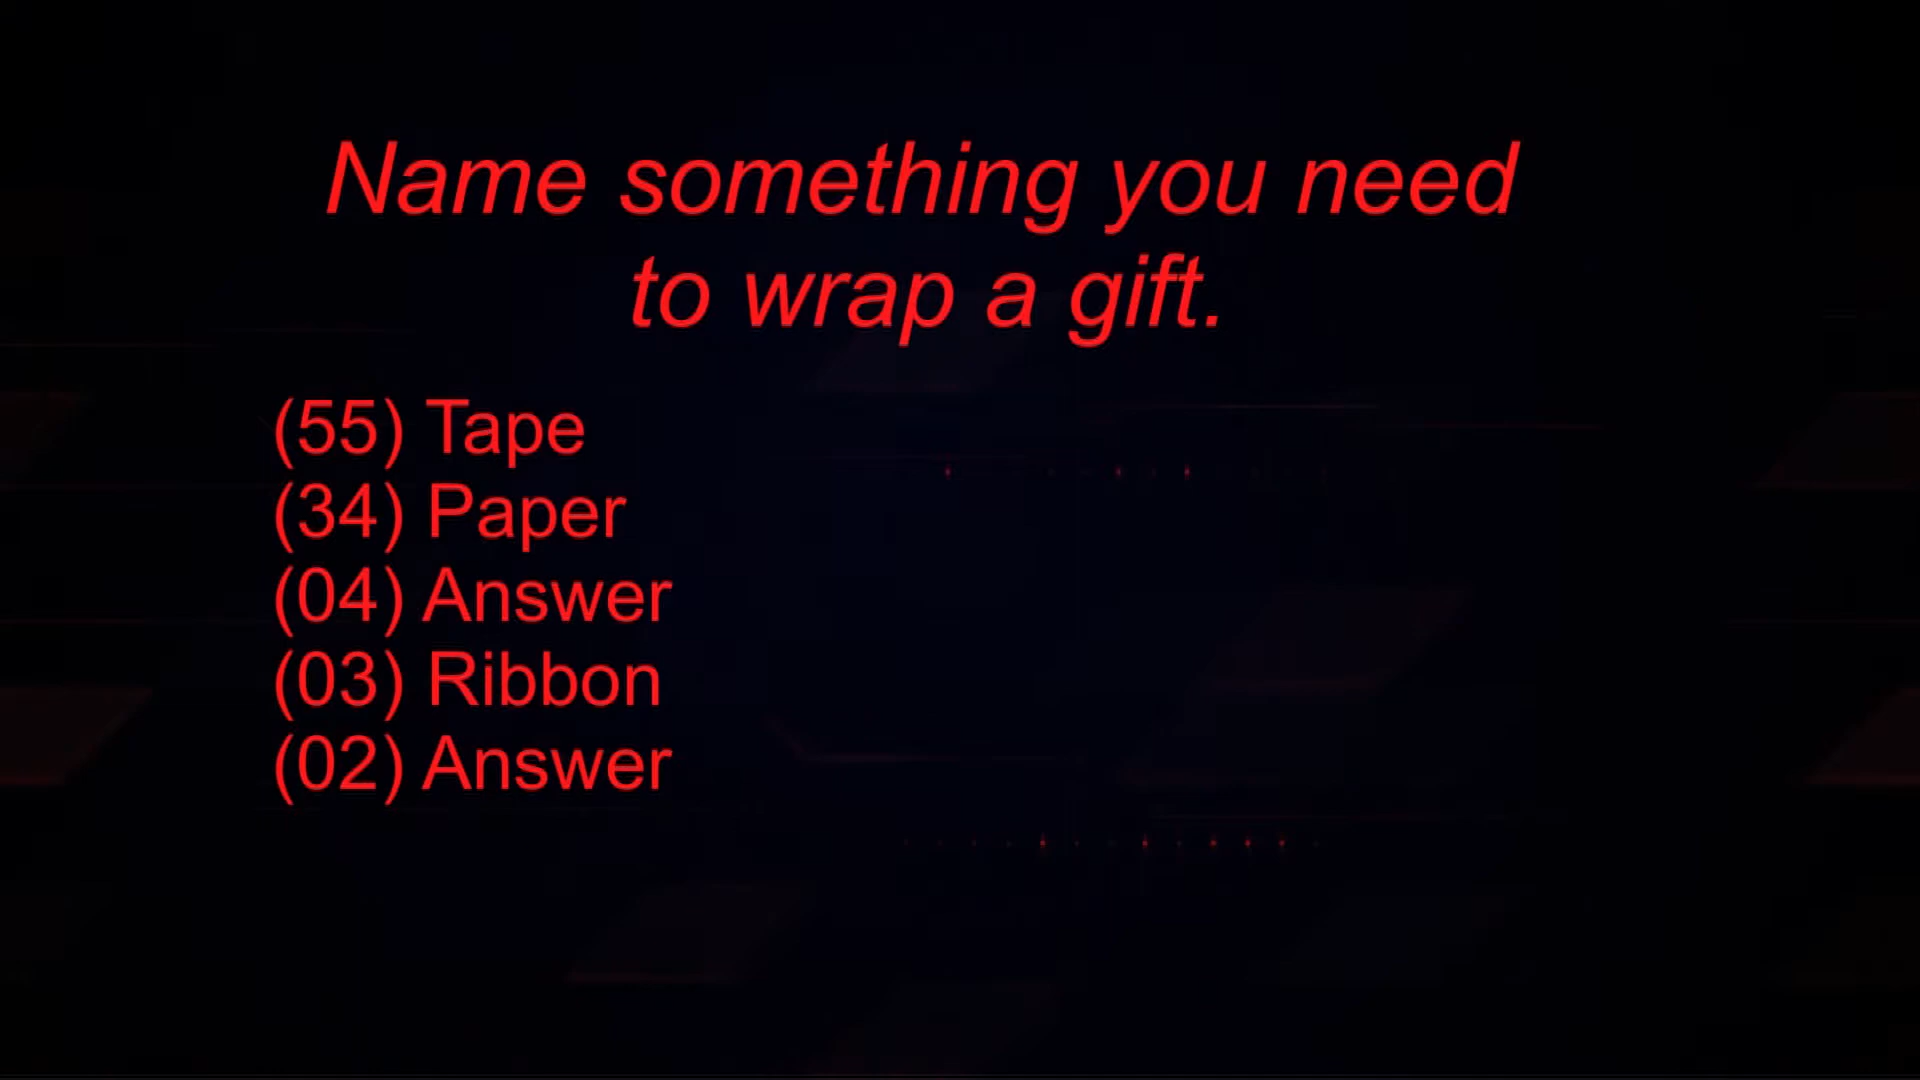 Name something you need
to wrap a gift.
(55) Tape
(34) Paper
(04) Answer
(03) Ribbon
(02) Answer